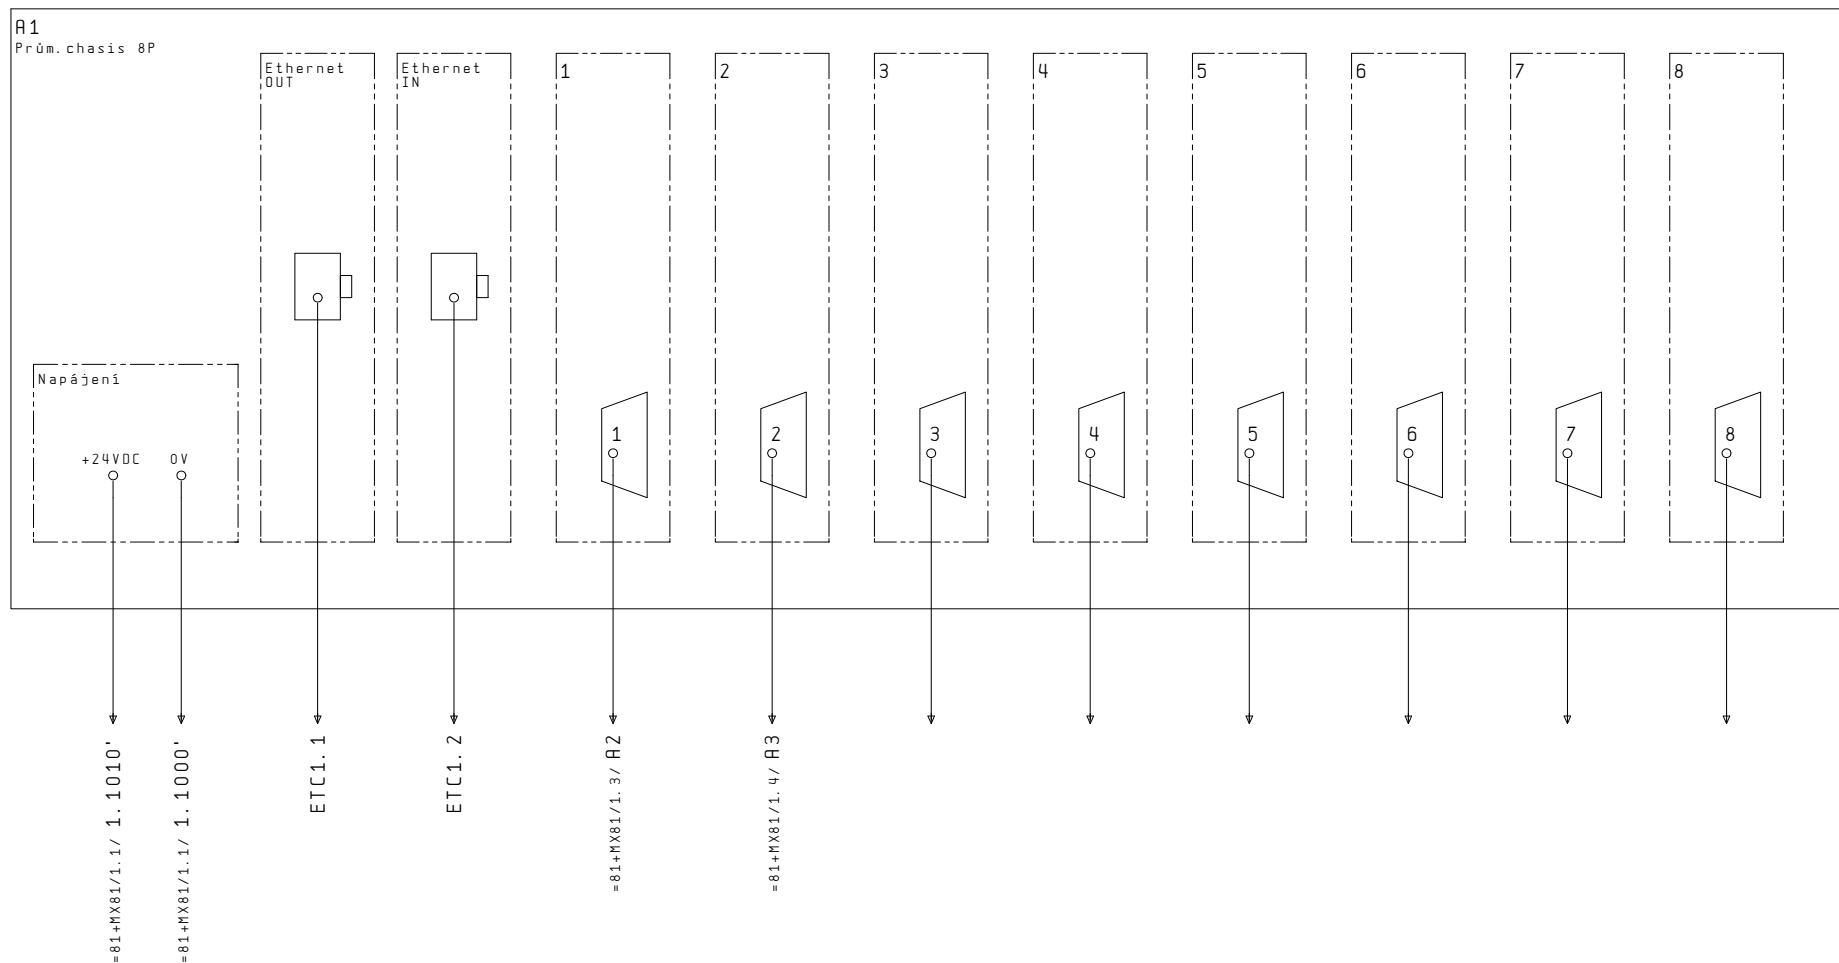 A1
Prům. chasis 8P
Ethernet
OUT
Ethernet
IN
1
2
3
4
5
6
7
8
Napájení
+24VDC
0V
1
2
3
4
5
6
7
8
=81+MX81/1.1/ 1.1010'
=81+MX81/1.1/ 1.1000'
ETC1.1
ETC1.2
=81+MX81/1.3/ A2
=81+MX81/1.4/ A3